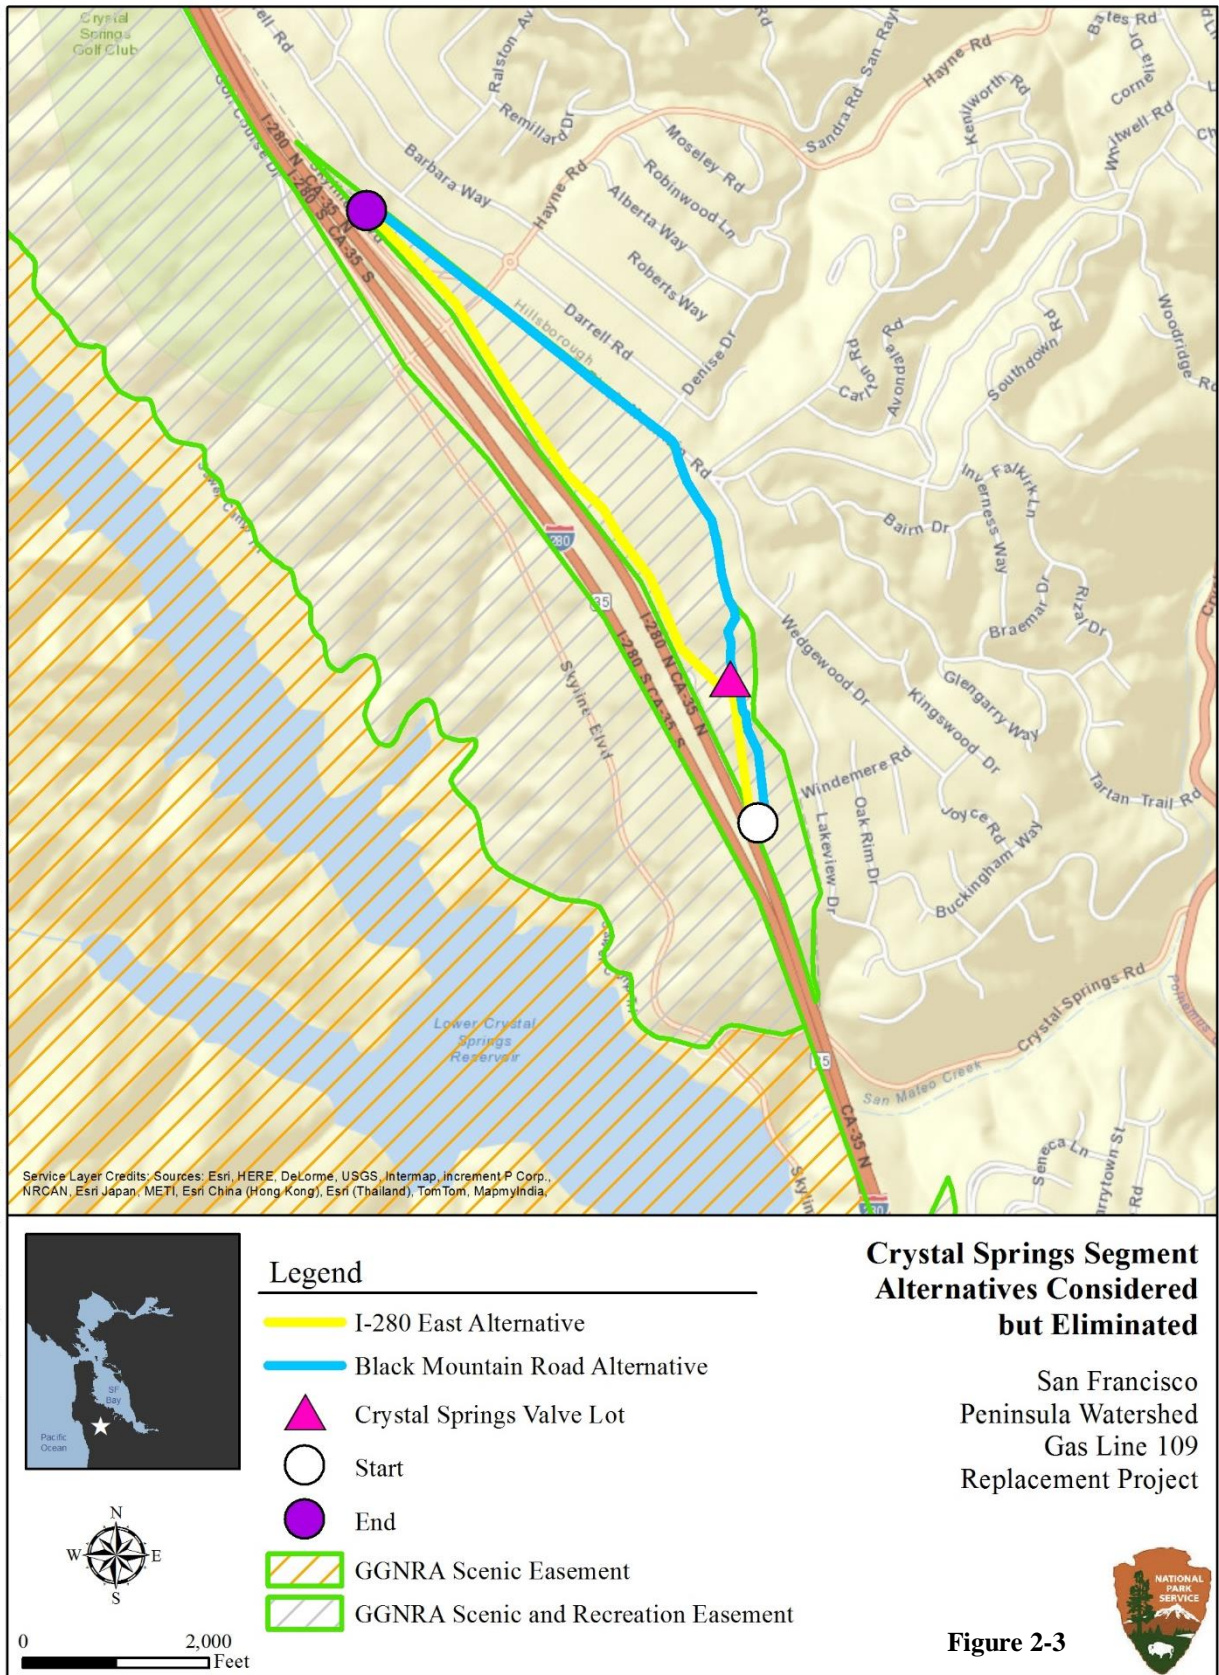 Crystal
Springs
Golf Club
Ralston Av
Remillard Dr
Barbara Way
Hayne Rd
Moseley Rd
Robinwood Ln
Alberta Way
Roberts Way
Darrell Rd
Denise Dr
Hillsborough
Sandra Rd
San Ray
Hayne Rd
Kenilworth Rd
Bates Rd
Corne
lia Dr
Whitwell Rd
Woodridge Rd
Southdown Rd
Avondale Rd
Carlton Rd
I-280 N
CA-35 N
I-280 S
CA-35 S
280
35
I-280 N CA-35 N
I-280 S CA-35 S
Skyline Blvd
Bairn Dr
Inverness Way
Falkirk Ln
Braemar Dr
Rizal Dr
Wedgewood Dr
Glengarry Way
Kingswood Dr
Windemere Rd
Lakeview Dr
Oak Rim Dr
Joyce Rd
Buckingham Way
Tartan Trail Rd
Crystal Springs Rd
San Mateo Creek
Lower Crystal
Springs
Reservoir
35
CA-35 N
Seneca Ln
Service Layer Credits: Sources: Esri, HERE, DeLorme, USGS, Intermap, increment P Corp.,
NRCAN, Esri Japan, METI, Esri China (Hong Kong), Esri (Thailand), TomTom, MapmyIndia,
SF
Bay
Pacific
Ocean
N
W E
S
0 2,000
Feet
Legend
I-280 East Alternative
Black Mountain Road Alternative
Crystal Springs Valve Lot
Start
End
GGNRA Scenic Easement
GGNRA Scenic and Recreation Easement
Crystal Springs Segment
Alternatives Considered
but Eliminated
San Francisco
Peninsula Watershed
Gas Line 109
Replacement Project
Figure 2-3
NATIONAL
PARK
SERVICE